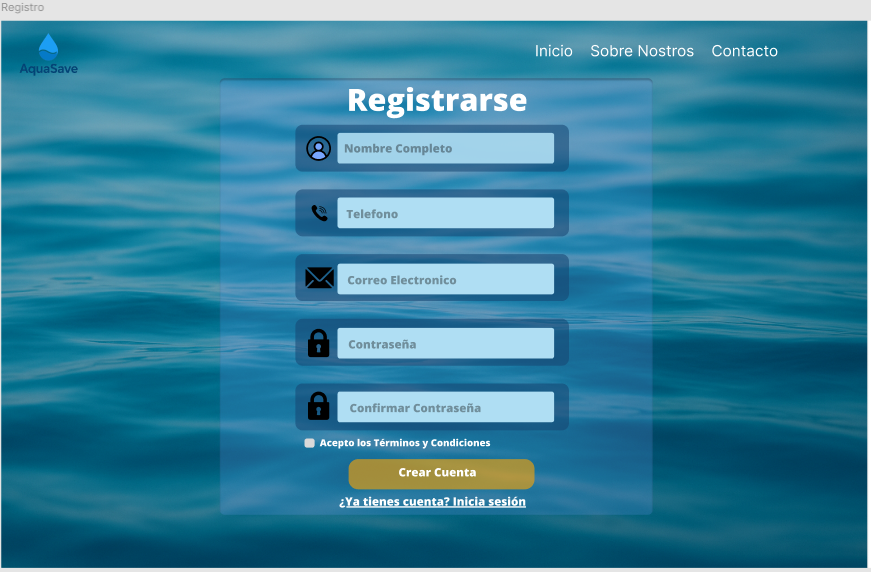 Registro
AquaSave
Inicio Sobre Nostros Contacto
Registrarse
Nombre Completo
Telefono
Correo Electronico
Contraseña
Confirmar Contraseña
Acepto los Términos y Condiciones
Crear Cuenta
¿Ya tienes cuenta? Inicia sesión